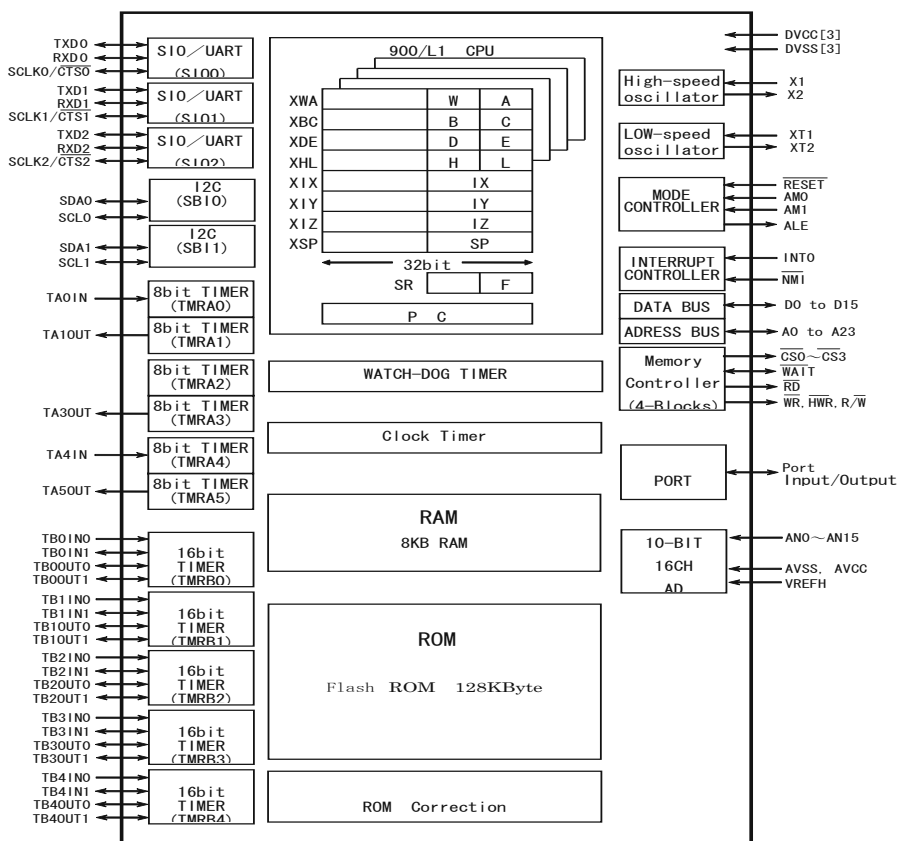 TXD0
RXD0
SCLK0/CTS0
SIO/UART
(SIO0)
TXD1
RXD1
SCLK1/CTS1
SIO/UART
(SIO1)
TXD2
RXD2
SCLK2/CTS2
SIO/UART
(SIO2)
SDA0
SCL0
I2C
(SBI0)
SDA1
SCL1
I2C
(SBI1)
TA0IN
8bit TIMER
(TMRA0)
TA1OUT
8bit TIMER
(TMRA1)
8bit TIMER
(TMRA2)
TA3OUT
8bit TIMER
(TMRA3)
TA4IN
8bit TIMER
(TMRA4)
TA5OUT
8bit TIMER
(TMRA5)
TB0IN0
TB0IN1
TB0OUT0
TB0OUT1
16bit
TIMER
(TMRB0)
TB1IN0
TB1IN1
TB1OUT0
TB1OUT1
16bit
TIMER
(TMRB1)
TB2IN0
TB2IN1
TB2OUT0
TB2OUT1
16bit
TIMER
(TMRB2)
TB3IN0
TB3IN1
TB3OUT0
TB3OUT1
16bit
TIMER
(TMRB3)
TB4IN0
TB4IN1
TB4OUT0
TB4OUT1
16bit
TIMER
(TMRB4)
900/L1 CPU
XWA W A
XBC B C
XDE D E
XHL H L
XIX IX
XIY IY
XIZ IZ
XSP SP
32bit
SR F
P C
WATCH-DOG TIMER
Clock Timer
RAM
8KB RAM
ROM
Flash ROM 128KByte
ROM Correction
DVCC[3]
DVSS[3]
High-speed
oscillator
X1
X2
LOW-speed
oscillator
XT1
XT2
MODE
CONTROLLER
RESET
AM0
AM1
ALE
INTERRUPT
CONTROLLER
INT0
NMI
DATA BUS
D0 to D15
ADRESS BUS
A0 to A23
Memory
Controller
(4-Blocks)
CS0~CS3
WAIT
RD
WR, HWR, R/W
PORT
Port
Input/Output
10-BIT
16CH
AD
AN0~AN15
AVSS, AVCC
VREFH